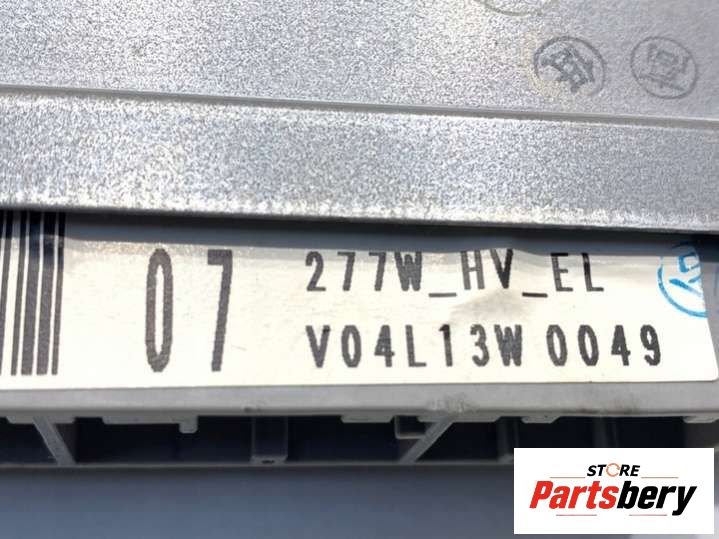 07
277W_HV_EL
V04L13W 0049
STORE
Partsbery